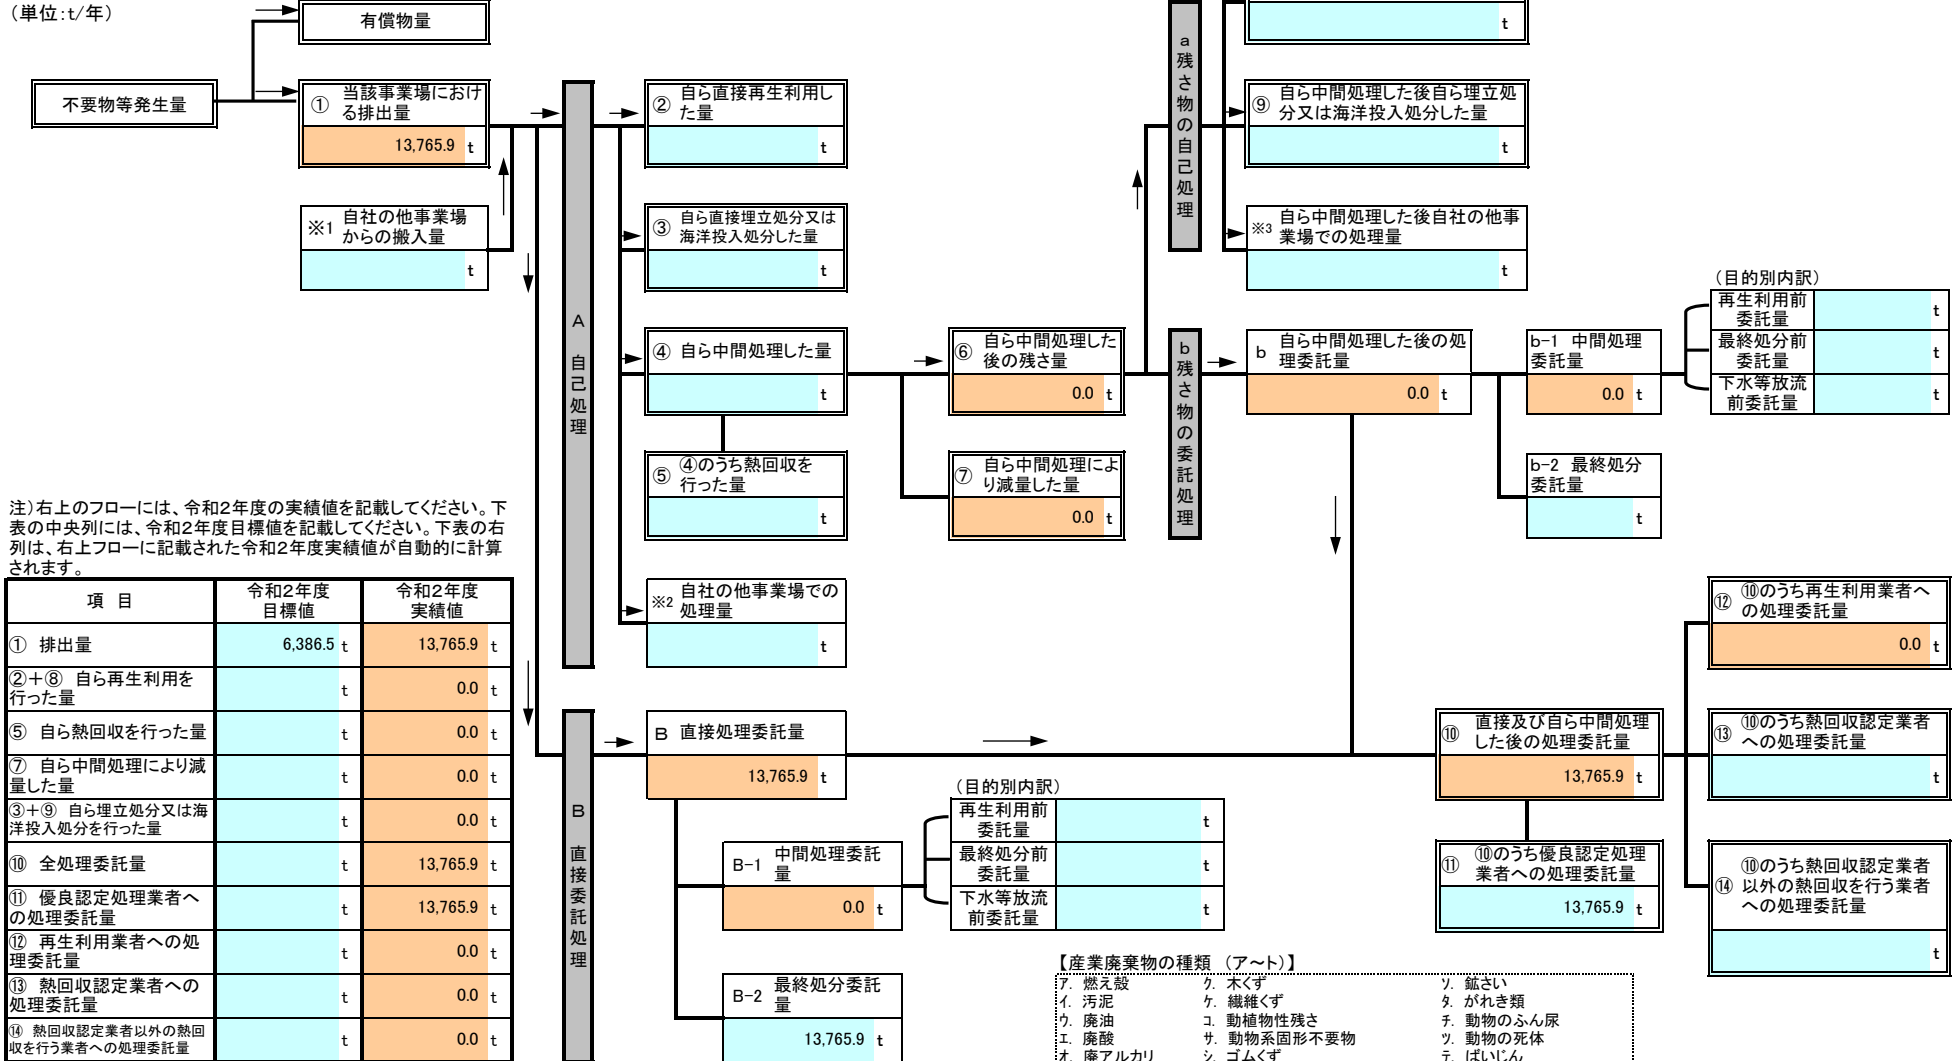 （単位：t/年）
有償物量
不要物等発生量
① 当該事業場におけ
る排出量
13,765.9 t
※1 自社の他事業場
からの搬入量
t
A 自己処理
② 自ら直接再生利用し
た量
t
③ 自ら直接埋立処分又は
海洋投入処分した量
t
④ 自ら中間処理した量
t
⑤ ④のうち熱回収を
行った量
t
※2 自社の他事業場での
処理量
t
⑥ 自ら中間処理した
後の残さ量
0.0 t
⑦ 自ら中間処理によ
り減量した量
0.0 t
a 残さ物の自己処理
t
⑨ 自ら中間処理した後自ら埋立処
分又は海洋投入処分した量
t
※3 自ら中間処理した後自社の他事
業場での処理量
t
b 残さ物の委託処理
b 自ら中間処理した後の処
理委託量
0.0 t
b-1 中間処理
委託量
0.0 t
b-2 最終処分
委託量
t
（目的別内訳）
再生利用前
委託量 t
最終処分前
委託量 t
下水等放流
前委託量 t
注）右上のフローには、令和２年度の実績値を記載してください。下
表の中央列には、令和２年度目標値を記載してください。下表の右
列は、右上フローに記載された令和２年度実績値が自動的に計算
されます。
項 目 令和２年度 目標値 令和２年度 実績値
① 排出量 6,386.5 t 13,765.9 t
②＋⑧ 自ら再生利用を
行った量 t 0.0 t
⑤ 自ら熱回収を行った量 t 0.0 t
⑦ 自ら中間処理により減
量した量 t 0.0 t
③＋⑨ 自ら埋立処分又は海
洋投入処分を行った量 t 0.0 t
⑩ 全処理委託量 t 13,765.9 t
⑪ 優良認定処理業者へ
の処理委託量 t 13,765.9 t
⑫ 再生利用業者への処
理委託量 t 0.0 t
⑬ 熱回収認定業者への
処理委託量 t 0.0 t
⑭ 熱回収認定業者以外の熱回
収を行う業者への処理委託量 t 0.0 t
B 直接委託処理
B 直接処理委託量
13,765.9 t
B-1 中間処理委託
量
0.0 t
B-2 最終処分委託
量
13,765.9 t
（目的別内訳）
再生利用前
委託量 t
最終処分前
委託量 t
下水等放流
前委託量 t
⑩ 直接及び自ら中間処理
した後の処理委託量
13,765.9 t
⑪ ⑩のうち優良認定処理
業者への処理委託量
13,765.9 t
⑫ ⑩のうち再生利用業者へ
の処理委託量
0.0 t
⑬ ⑩のうち熱回収認定業者
への処理委託量
t
⑭ ⑩のうち熱回収認定業者
以外の熱回収を行う業者
への処理委託量
t
【産業廃棄物の種類 （ア～ト）】
ア. 燃え殻 ク. 木くず ソ. 鉱さい
イ. 汚泥 ケ. 繊維くず タ. がれき類
ウ. 廃油 コ. 動植物性残さ チ. 動物のふん尿
エ. 廃酸 サ. 動物系固形不要物 ツ. 動物の死体
オ. 廃アルカリ シ. ゴムくず テ. ばいじん